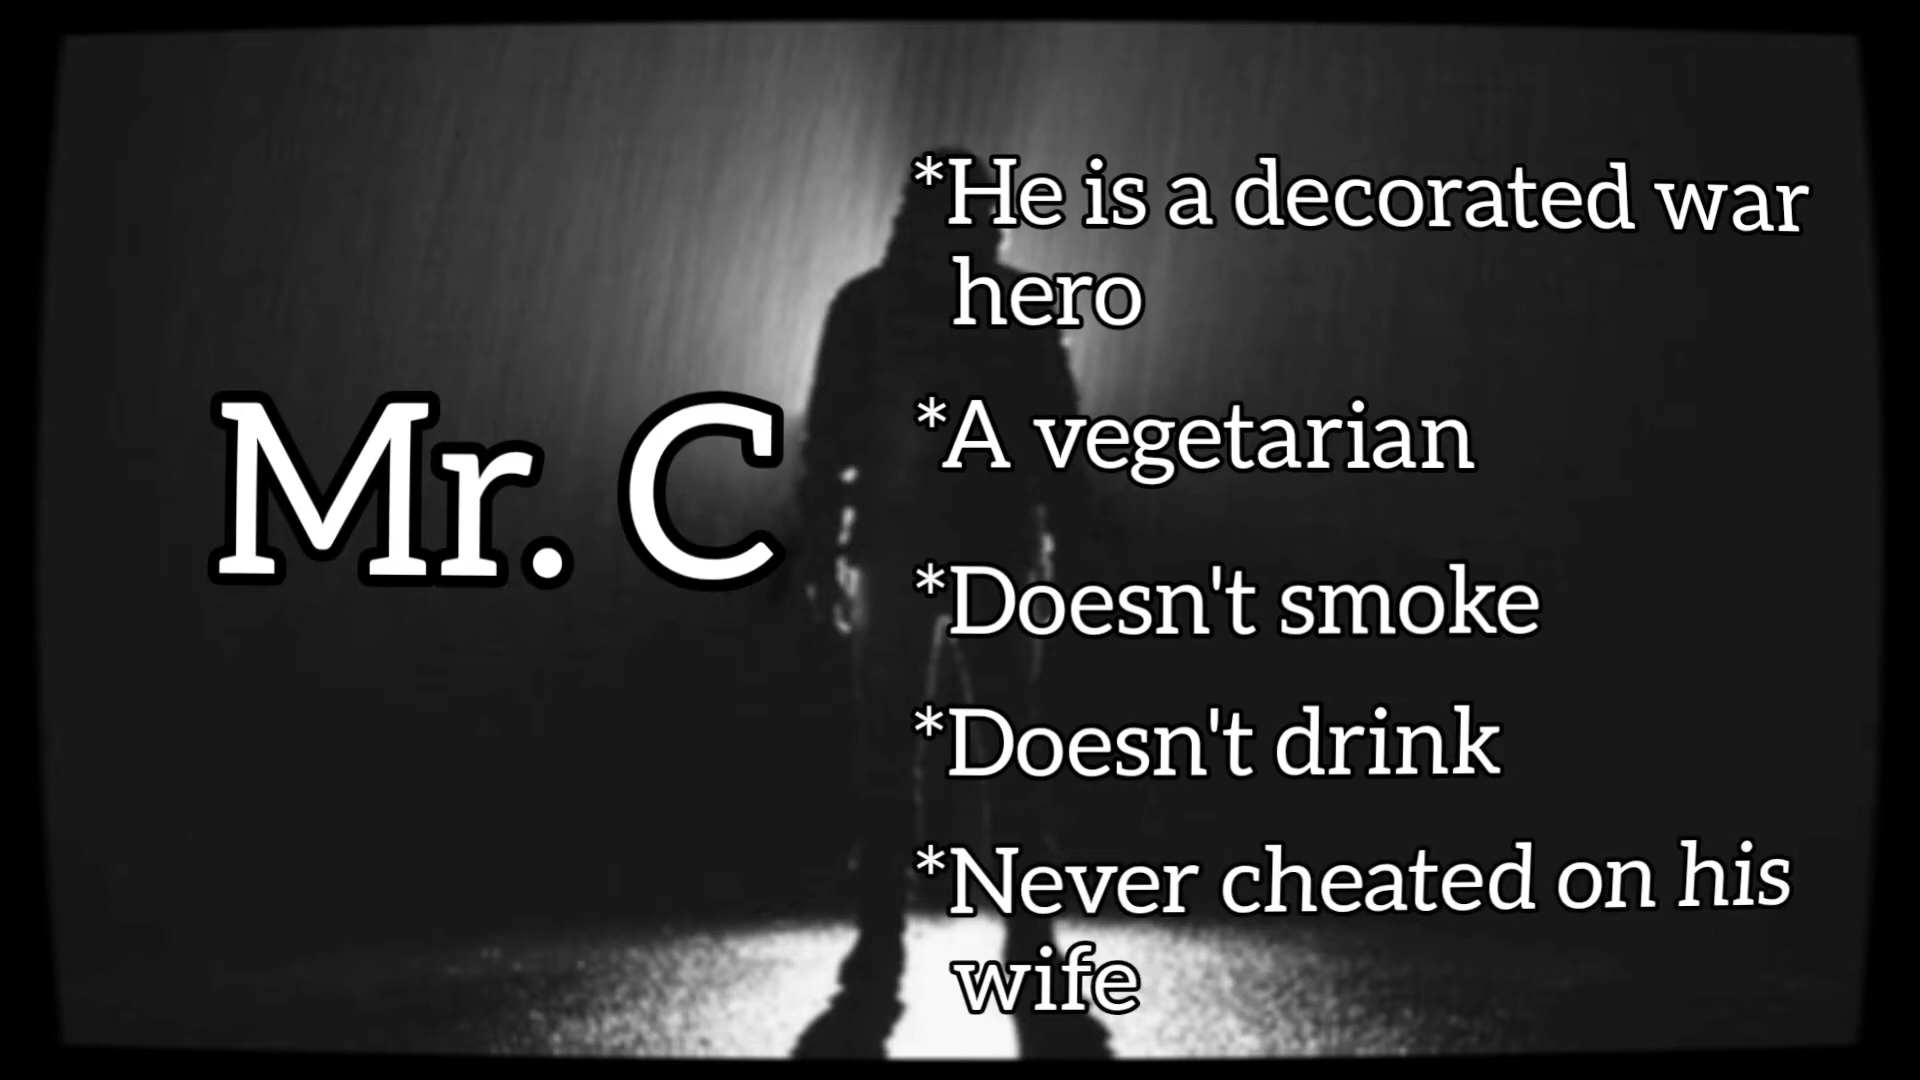 Mr. C
*He is a decorated war
hero
*A vegetarian
*Doesn't smoke
*Doesn't drink
*Never cheated on his
wife